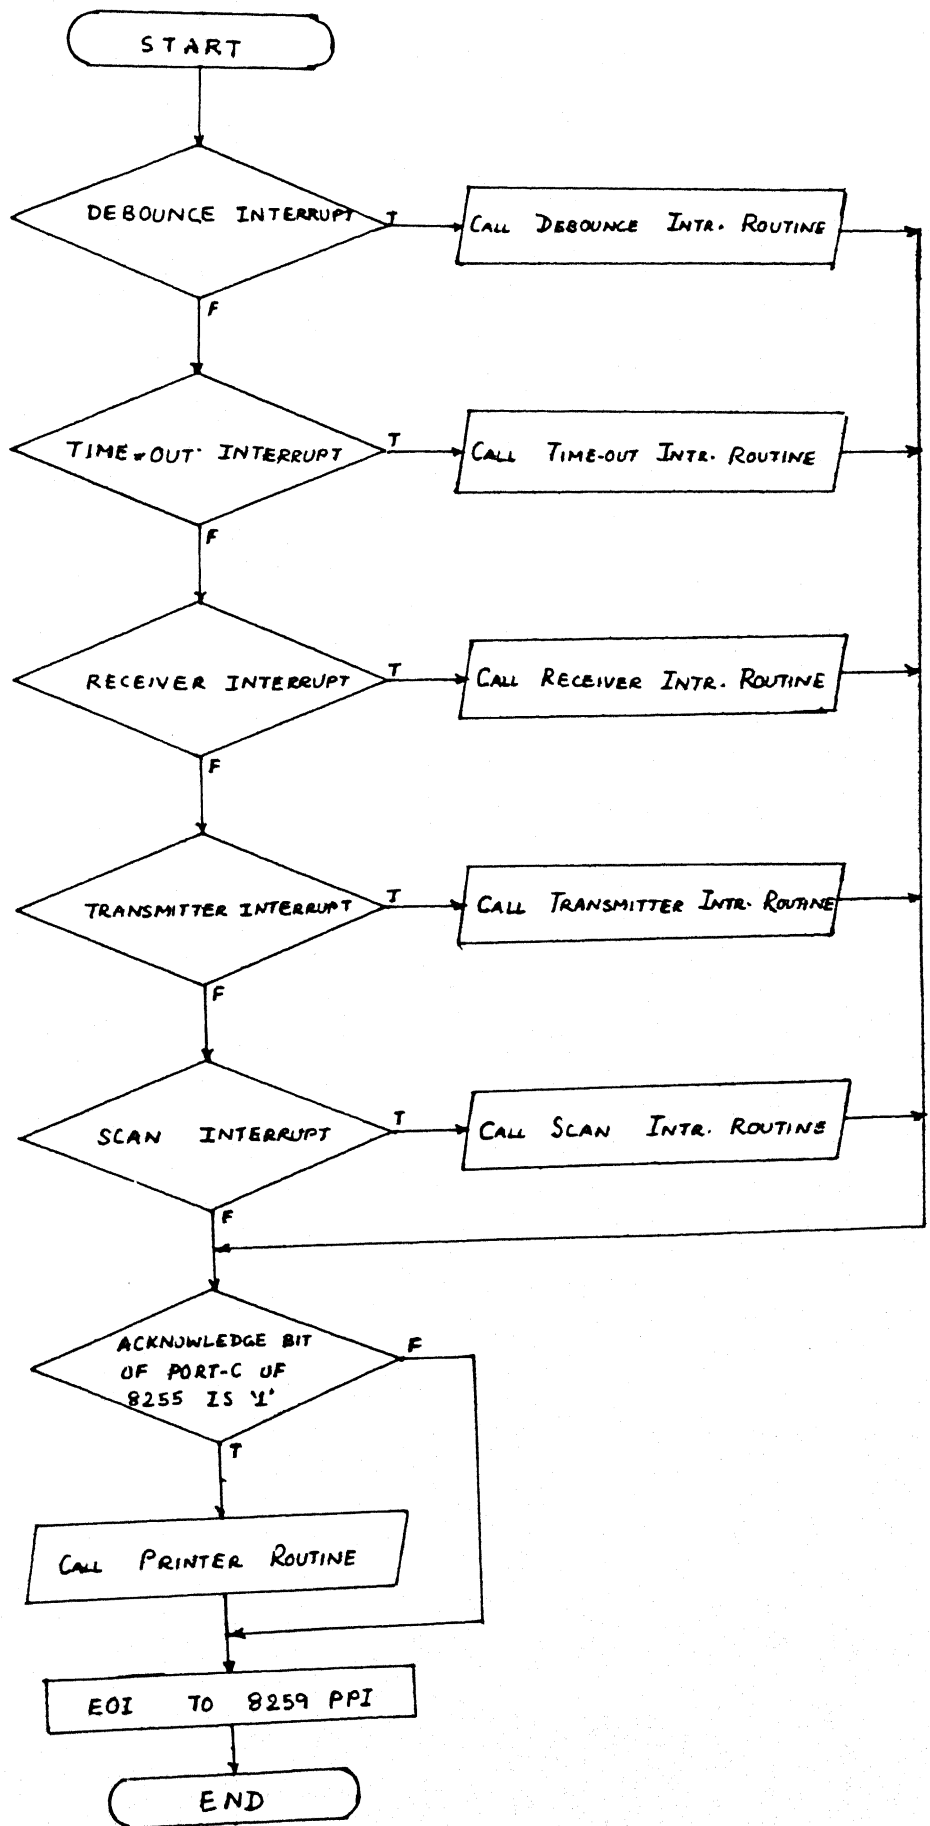 START
DEBOUNCE INTERRUPT
T
CALL DEBOUNCE INTR. ROUTINE
F
TIME-OUT INTERRUPT
T
CALL TIME-OUT INTR. ROUTINE
F
RECEIVER INTERRUPT
T
CALL RECEIVER INTR. ROUTINE
F
TRANSMITTER INTERRUPT
T
CALL TRANSMITTER INTR. ROUTINE
F
SCAN INTERRUPT
T
CALL SCAN INTR. ROUTINE
F
ACKNOWLEDGE BIT
OF PORT-C OF
8255 IS '1'
F
T
CALL PRINTER ROUTINE
EOI TO 8259 PPI
END